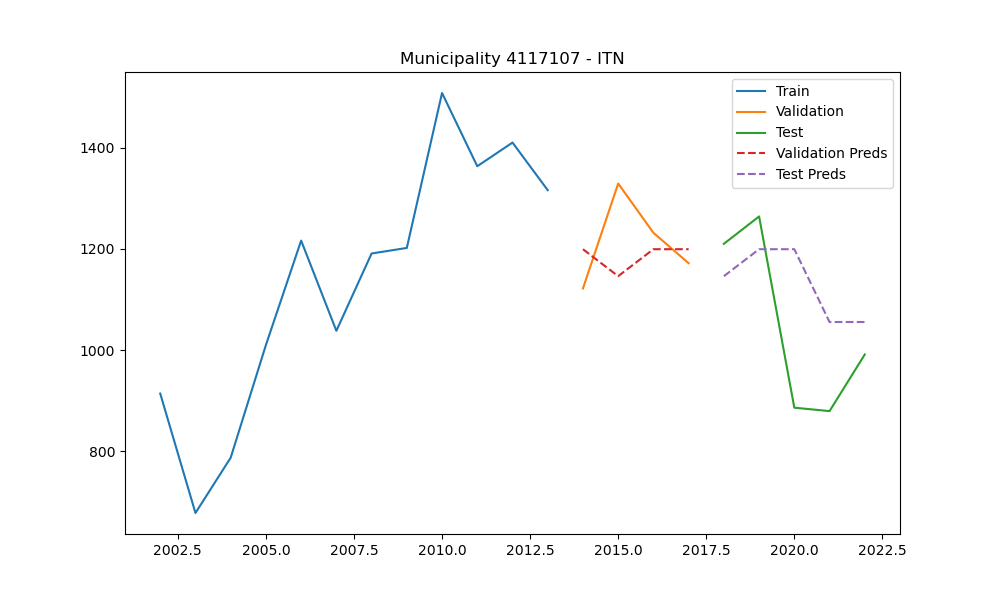 Municipality 4117107 - ITN
Train
Validation
Test
Validation Preds
Test Preds
1400
1200
1000
800
2002.5 2005.0 2007.5 2010.0 2012.5 2015.0 2017.5 2020.0 2022.5